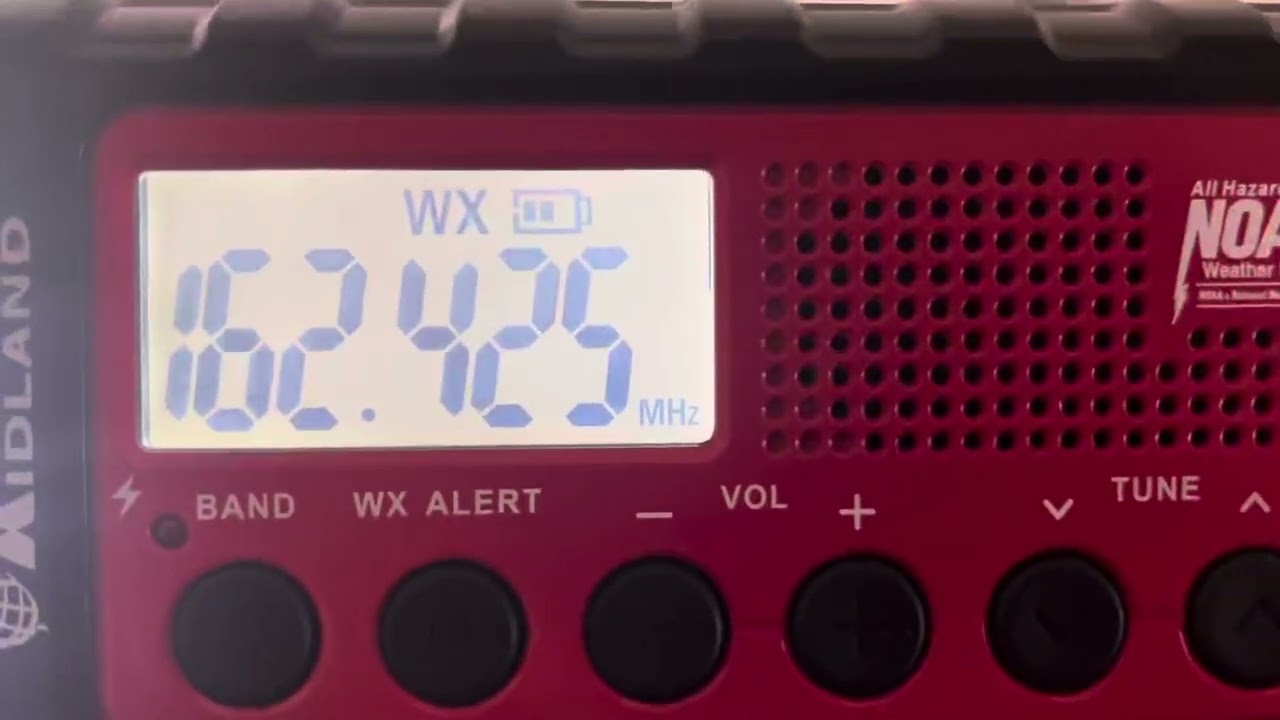 WX
162.425 MHz
All Hazar
NOA
Weather
BAND
WX ALERT
VOL
TUNE
MIDLAND